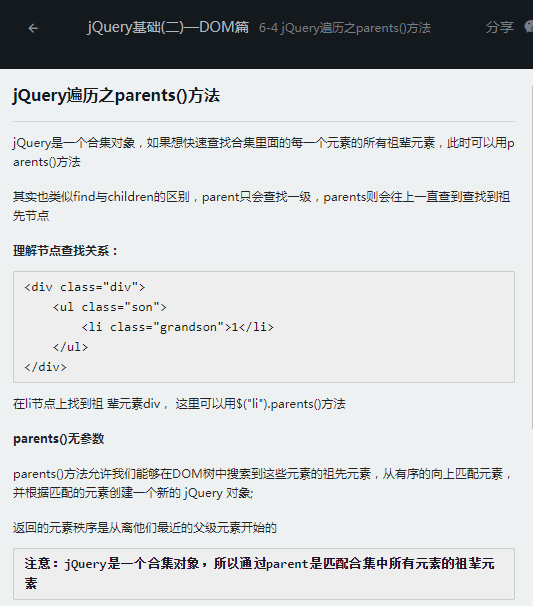 ← jQuery基础(二)—DOM篇 6-4 jQuery遍历之parents()方法 分享
jQuery遍历之parents()方法
jQuery是一个合集对象，如果想快速查找合集里面的每一个元素的所有祖辈元素，此时可以用p
arents()方法
其实也类似find与children的区别，parent只会查找一级，parents则会往上一直查到查找到祖
先节点
理解节点查找关系：
<div class="div">
    <ul class="son">
        <li class="grandson">1</li>
    </ul>
</div>
在li节点上找到祖 辈元素div， 这里可以用$("li").parents()方法
parents()无参数
parents()方法允许我们能够在DOM树中搜索到这些元素的祖先元素，从有序的向上匹配元素，
并根据匹配的元素创建一个新的 jQuery 对象;
返回的元素秩序是从离他们最近的父级元素开始的
注意：jQuery是一个合集对象，所以通过parent是匹配合集中所有元素的祖辈元
素